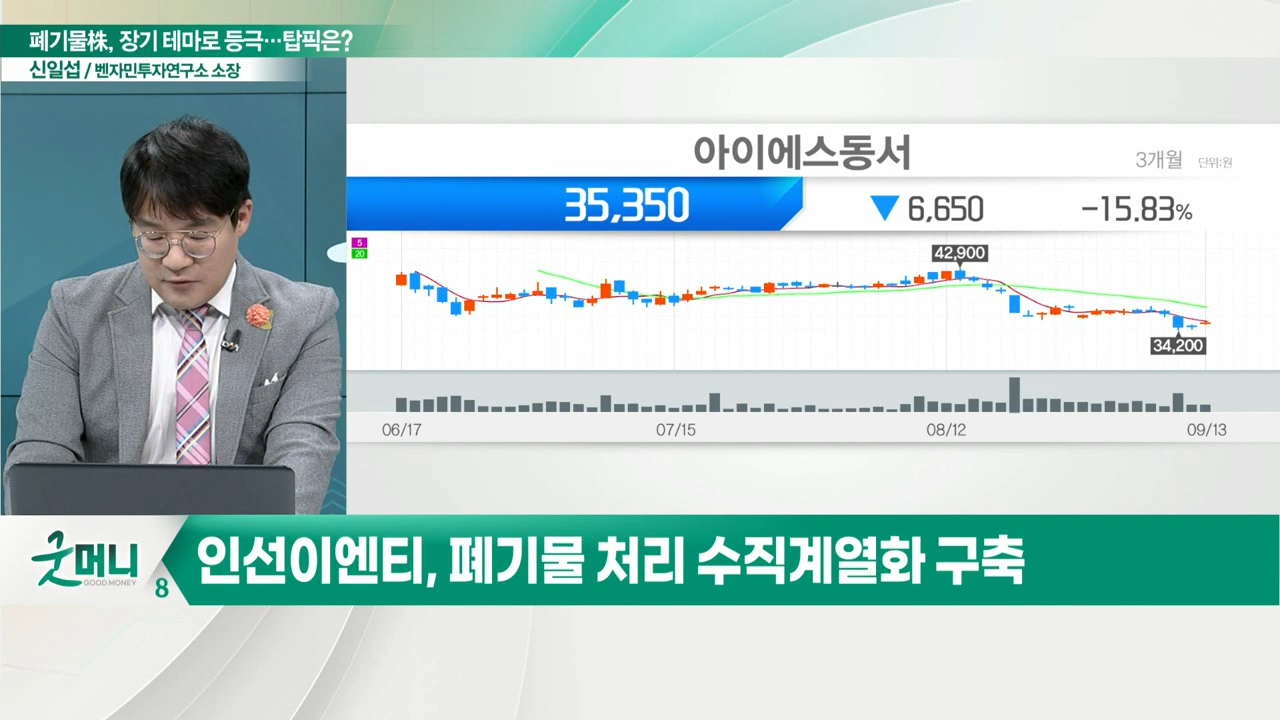 폐기물株, 장기 테마로 등극…탑픽은?
신일섭 / 벤자민투자연구소 소장
아이에스동서
3개월 단위:원
35,350 ▼ 6,650 -15.83%
5
20
42,900
34,200
06/17 07/15 08/12 09/13
굿머니
GOOD MONEY
8
인선이엔티, 폐기물 처리 수직계열화 구축